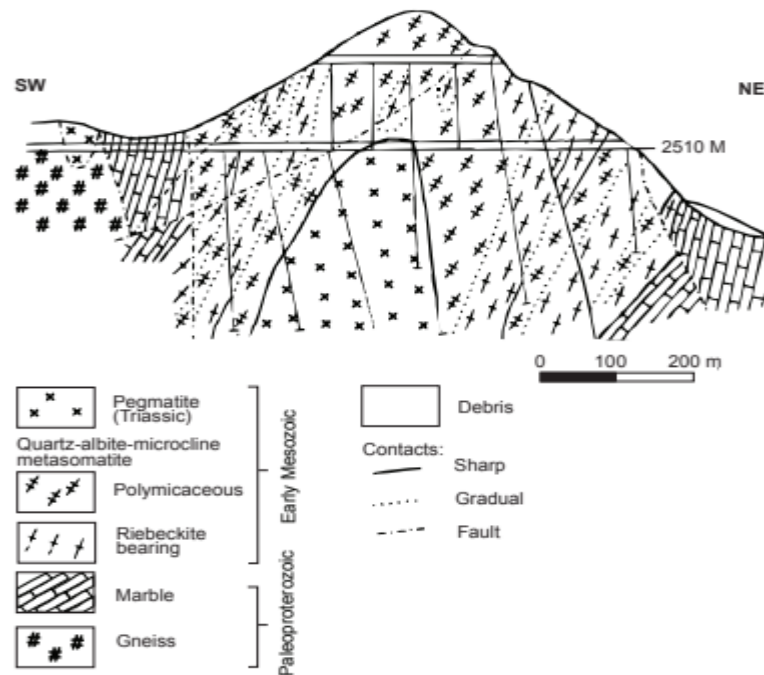 SW
NE
2510 M
0 100 200 m
Pegmatite
(Triassic)
Quartz-albite-microcline
metasomatite
Polymicaceous
Riebeckite
bearing
Marble
Gneiss
Early Mesozoic
Paleoproterozoic
Debris
Contacts:
Sharp
Gradual
Fault